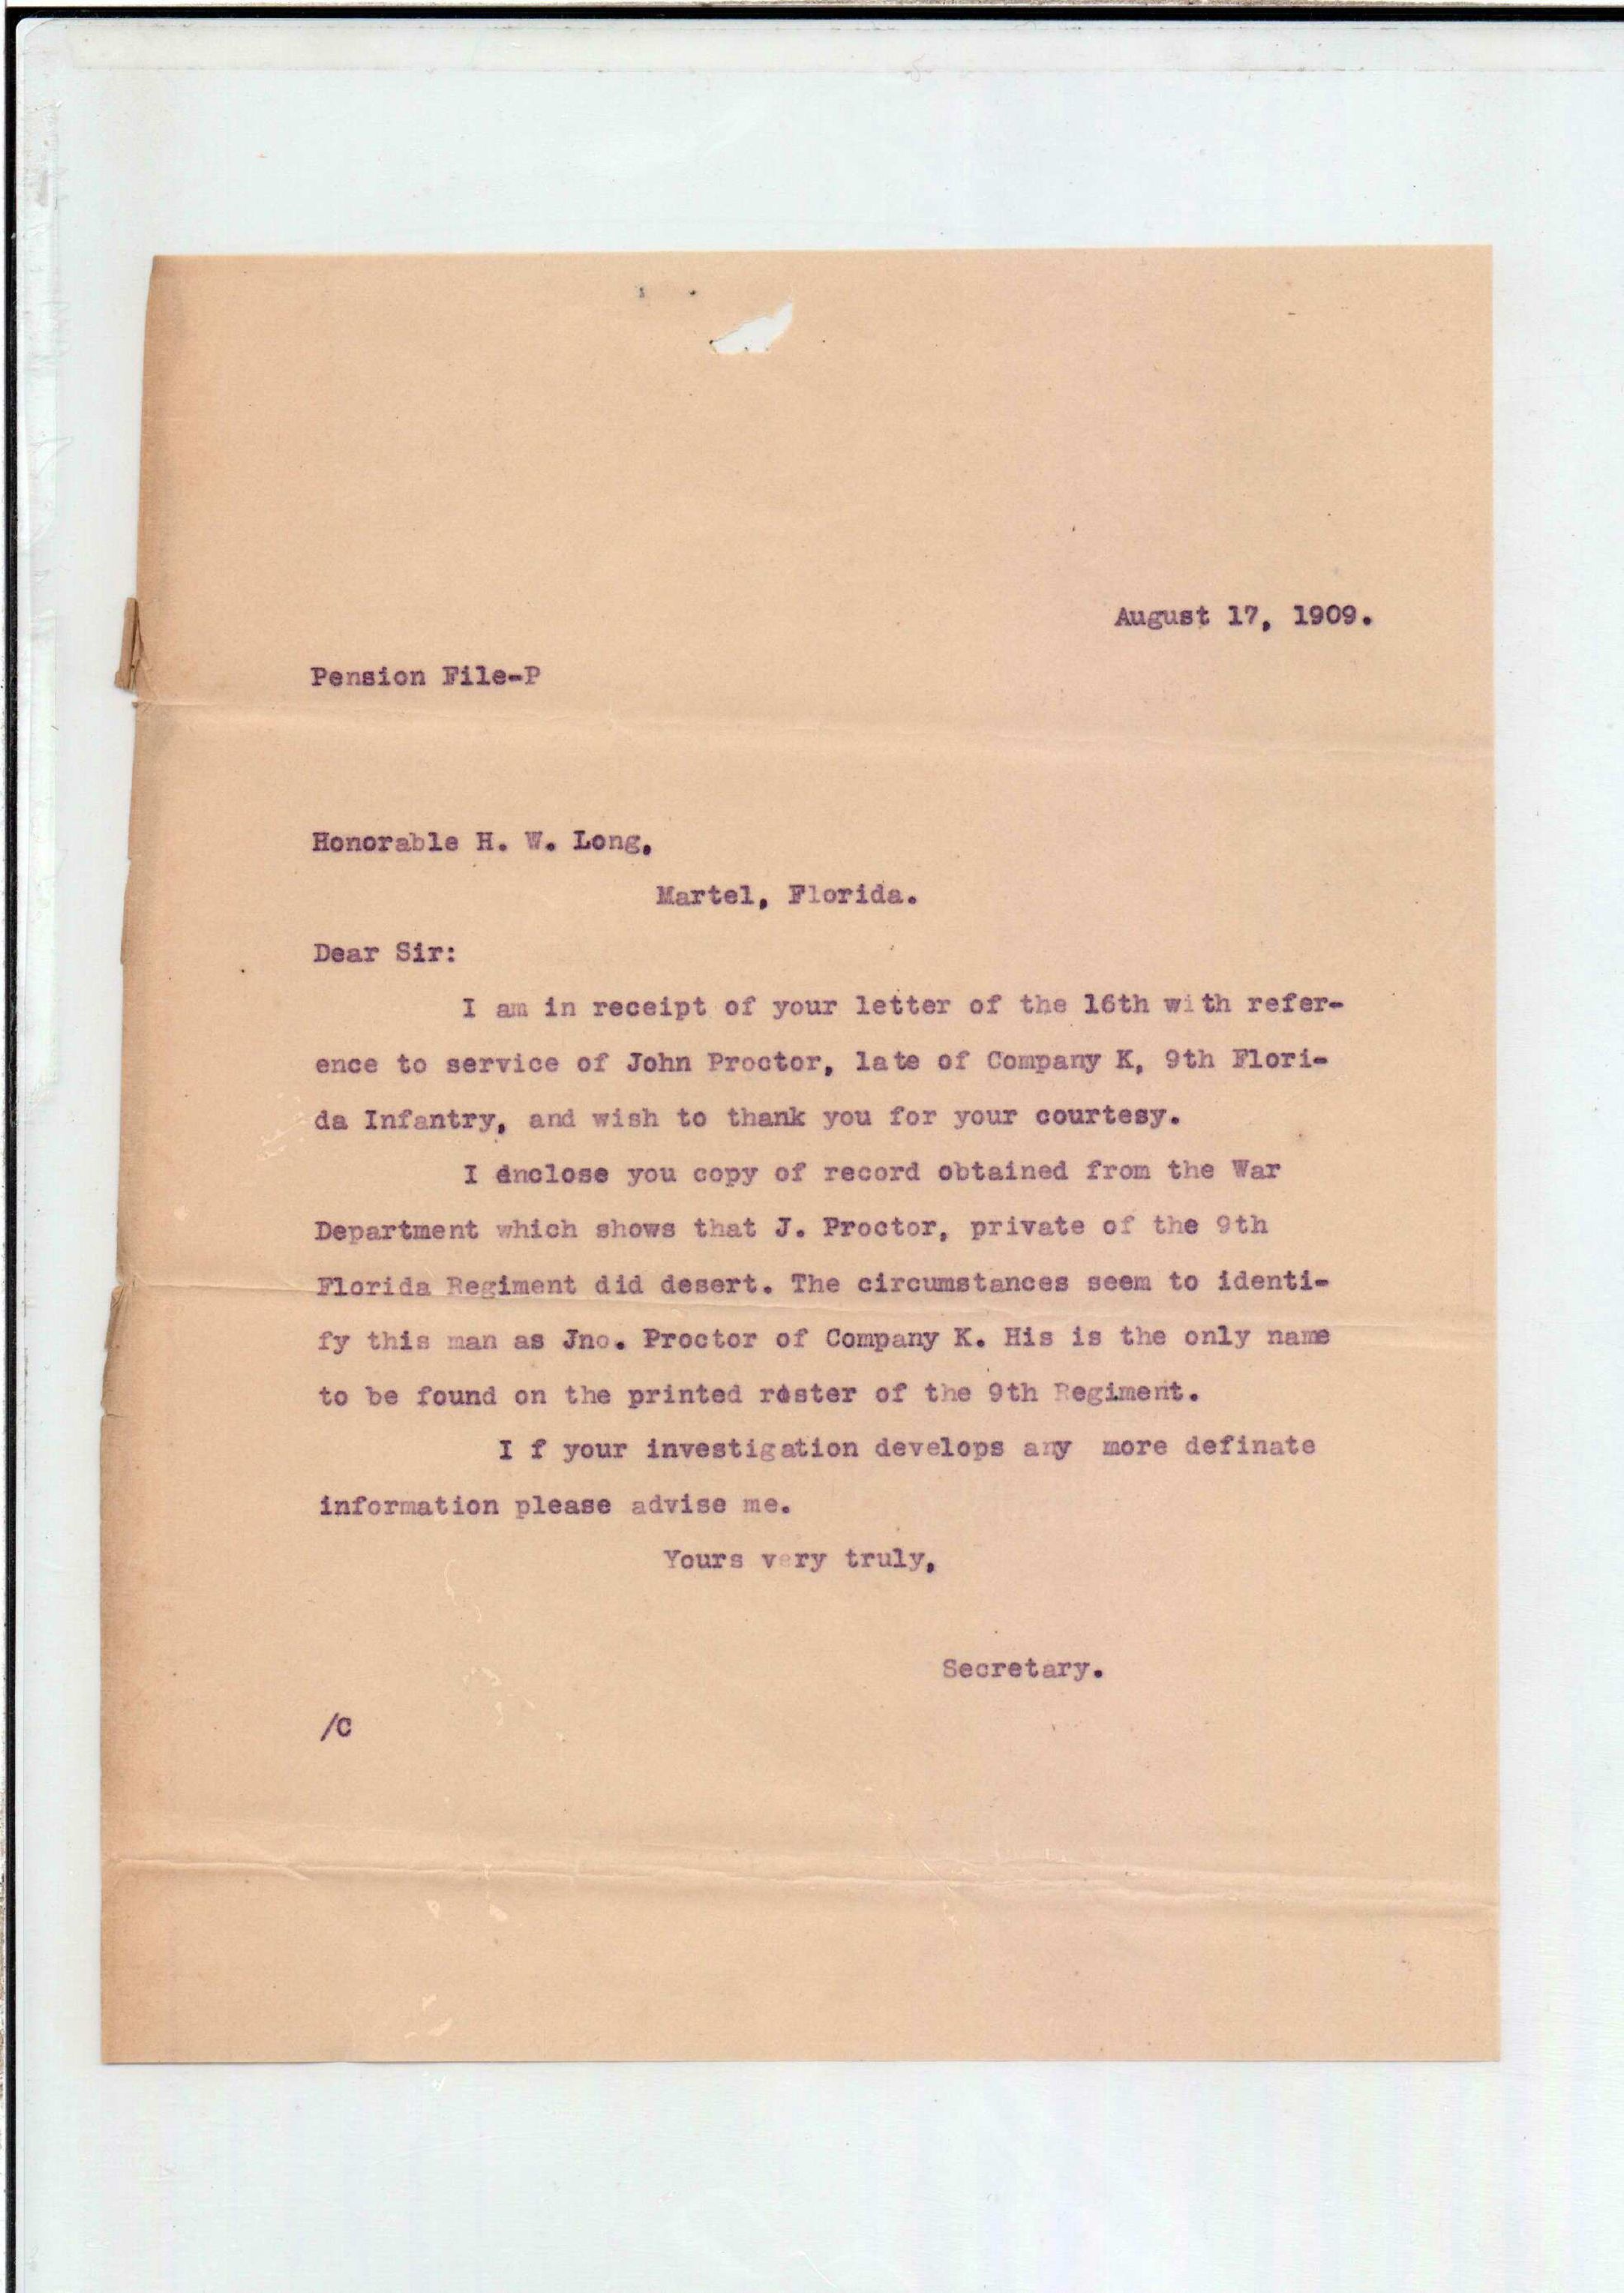 August 17, 1909.
Pension File-P
Honorable H. W. Long,
Martel, Florida.
Dear Sir:
I am in receipt of your letter of the 16th with refer-
ence to service of John Proctor, late of Company K, 9th Flori-
da Infantry, and wish to thank you for your courtesy.
I enclose you copy of record obtained from the War
Department which shows that J. Proctor, private of the 9th
Florida Regiment did desert. The circumstances seem to identi-
fy this man as Jno. Proctor of Company K. His is the only name
to be found on the printed roster of the 9th Regiment.
I f your investigation develops any more definate
information please advise me.
Yours very truly,
Secretary.
/C